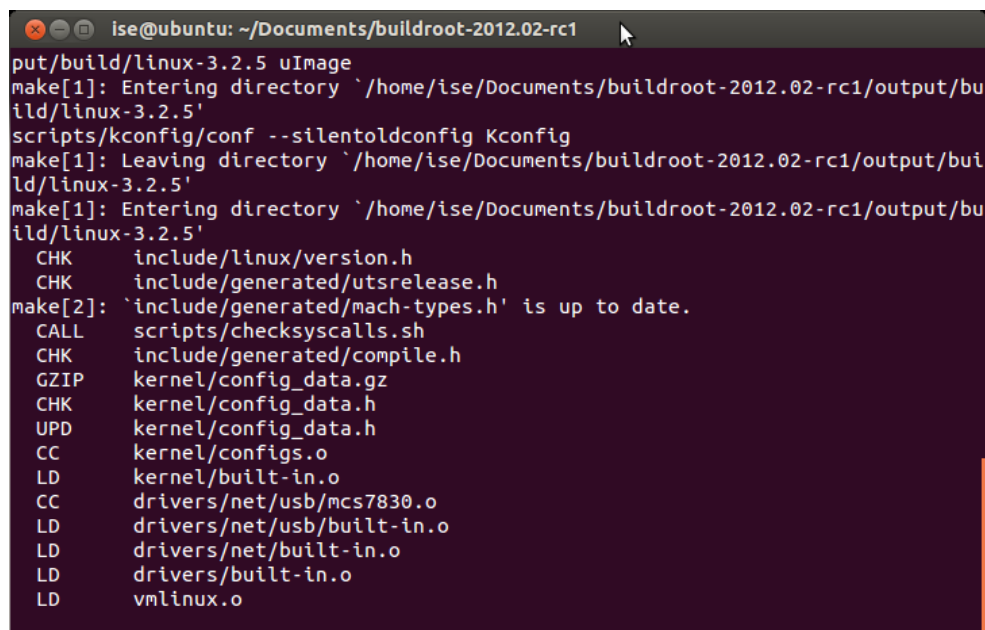 ise@ubuntu: ~/Documents/buildroot-2012.02-rc1
put/build/linux-3.2.5 uImage
make[1]: Entering directory `/home/ise/Documents/buildroot-2012.02-rc1/output/bu
ild/linux-3.2.5'
scripts/kconfig/conf --silentoldconfig Kconfig
make[1]: Leaving directory `/home/ise/Documents/buildroot-2012.02-rc1/output/bui
ld/linux-3.2.5'
make[1]: Entering directory `/home/ise/Documents/buildroot-2012.02-rc1/output/bu
ild/linux-3.2.5'
  CHK     include/linux/version.h
  CHK     include/generated/utsrelease.h
make[2]: `include/generated/mach-types.h' is up to date.
  CALL    scripts/checksyscalls.sh
  CHK     include/generated/compile.h
  GZIP    kernel/config_data.gz
  CHK     kernel/config_data.h
  UPD     kernel/config_data.h
  CC      kernel/configs.o
  LD      kernel/built-in.o
  CC      drivers/net/usb/mcs7830.o
  LD      drivers/net/usb/built-in.o
  LD      drivers/net/built-in.o
  LD      drivers/built-in.o
  LD      vmlinux.o